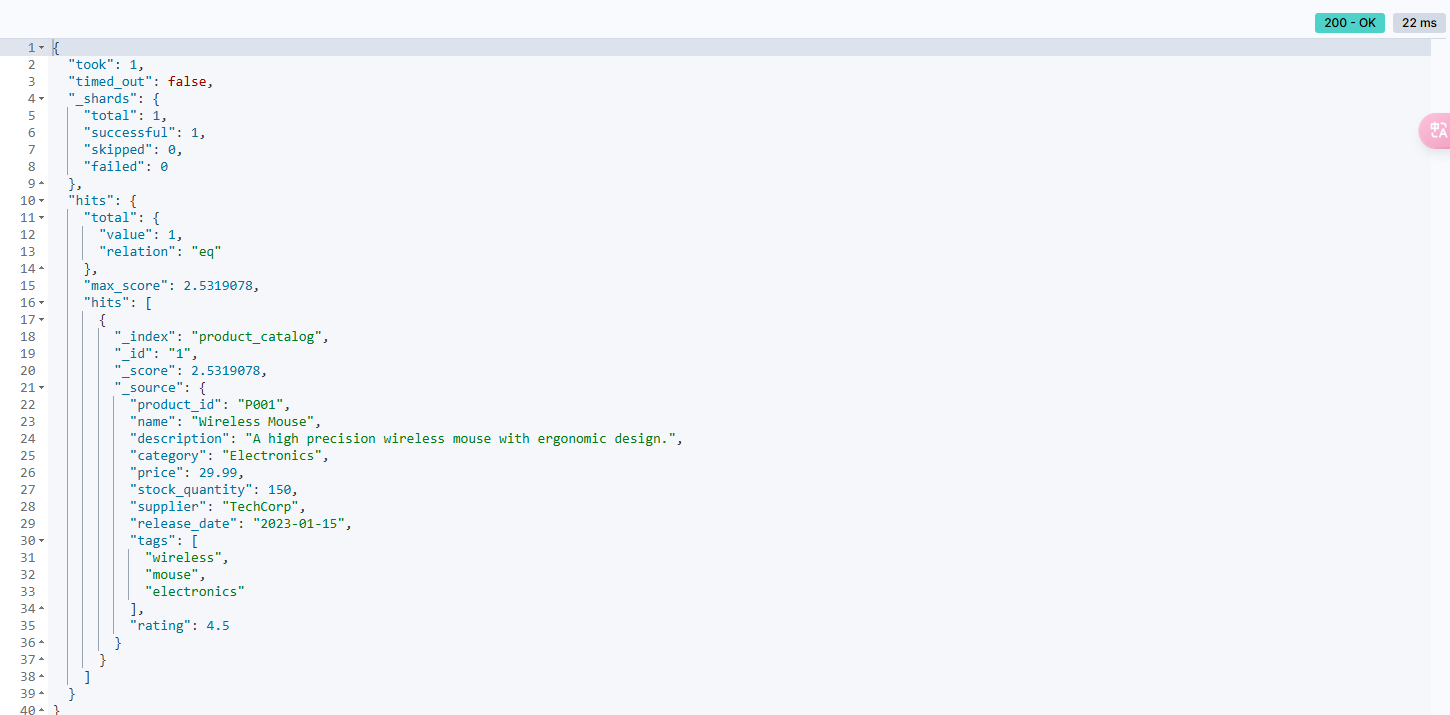 200 - OK 22 ms
1 {
2 "took": 1,
3 "timed_out": false,
4 "_shards": {
5 "total": 1,
6 "successful": 1,
7 "skipped": 0,
8 "failed": 0
9 },
10 "hits": {
11 "total": {
12 "value": 1,
13 "relation": "eq"
14 },
15 "max_score": 2.5319078,
16 "hits": [
17 {
18 "_index": "product_catalog",
19 "_id": "1",
20 "_score": 2.5319078,
21 "_source": {
22 "product_id": "P001",
23 "name": "Wireless Mouse",
24 "description": "A high precision wireless mouse with ergonomic design.",
25 "category": "Electronics",
26 "price": 29.99,
27 "stock_quantity": 150,
28 "supplier": "TechCorp",
29 "release_date": "2023-01-15",
30 "tags": [
31 "wireless",
32 "mouse",
33 "electronics"
34 ],
35 "rating": 4.5
36 }
37 }
38 ]
39 }
40 }
中A